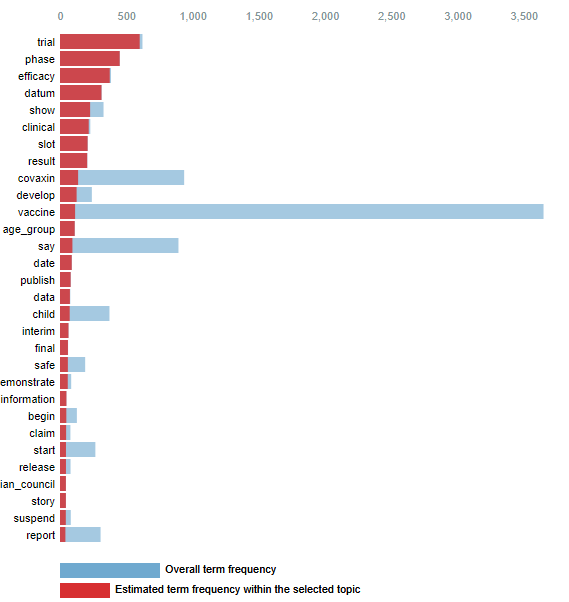 0 500 1,000 1,500 2,000 2,500 3,000 3,500
trial
phase
efficacy
datum
show
clinical
slot
result
covaxin
develop
vaccine
age_group
say
date
publish
data
child
interim
final
safe
emonstrate
information
begin
claim
start
release
ian_council
story
suspend
report
Overall term frequency
Estimated term frequency within the selected topic